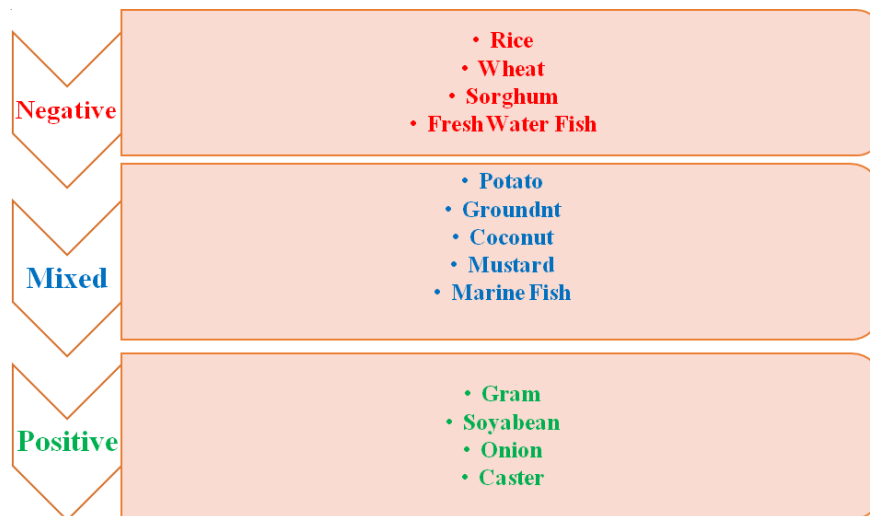 Negative
• Rice
• Wheat
• Sorghum
• Fresh Water Fish
Mixed
• Potato
• Groundnt
• Coconut
• Mustard
• Marine Fish
Positive
• Gram
• Soyabean
• Onion
• Caster